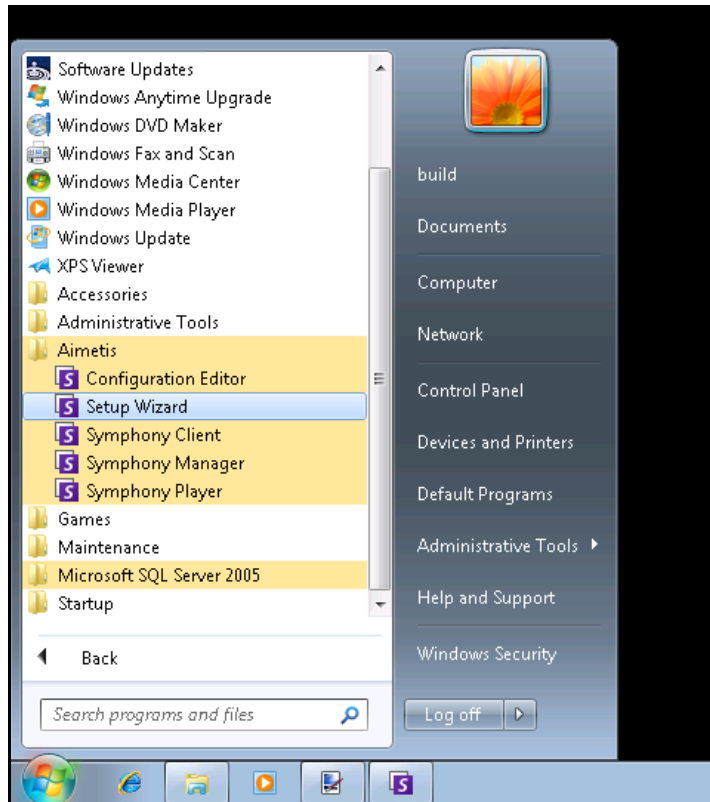 Software Updates
Windows Anytime Upgrade
Windows DVD Maker
Windows Fax and Scan
Windows Media Center
Windows Media Player
Windows Update
XPS Viewer
Accessories
Administrative Tools
Aimetis
S Configuration Editor
S Setup Wizard
S Symphony Client
S Symphony Manager
S Symphony Player
Games
Maintenance
Microsoft SQL Server 2005
Startup
Back
Search programs and files
build
Documents
Computer
Network
Control Panel
Devices and Printers
Default Programs
Administrative Tools
Help and Support
Windows Security
Log off
S